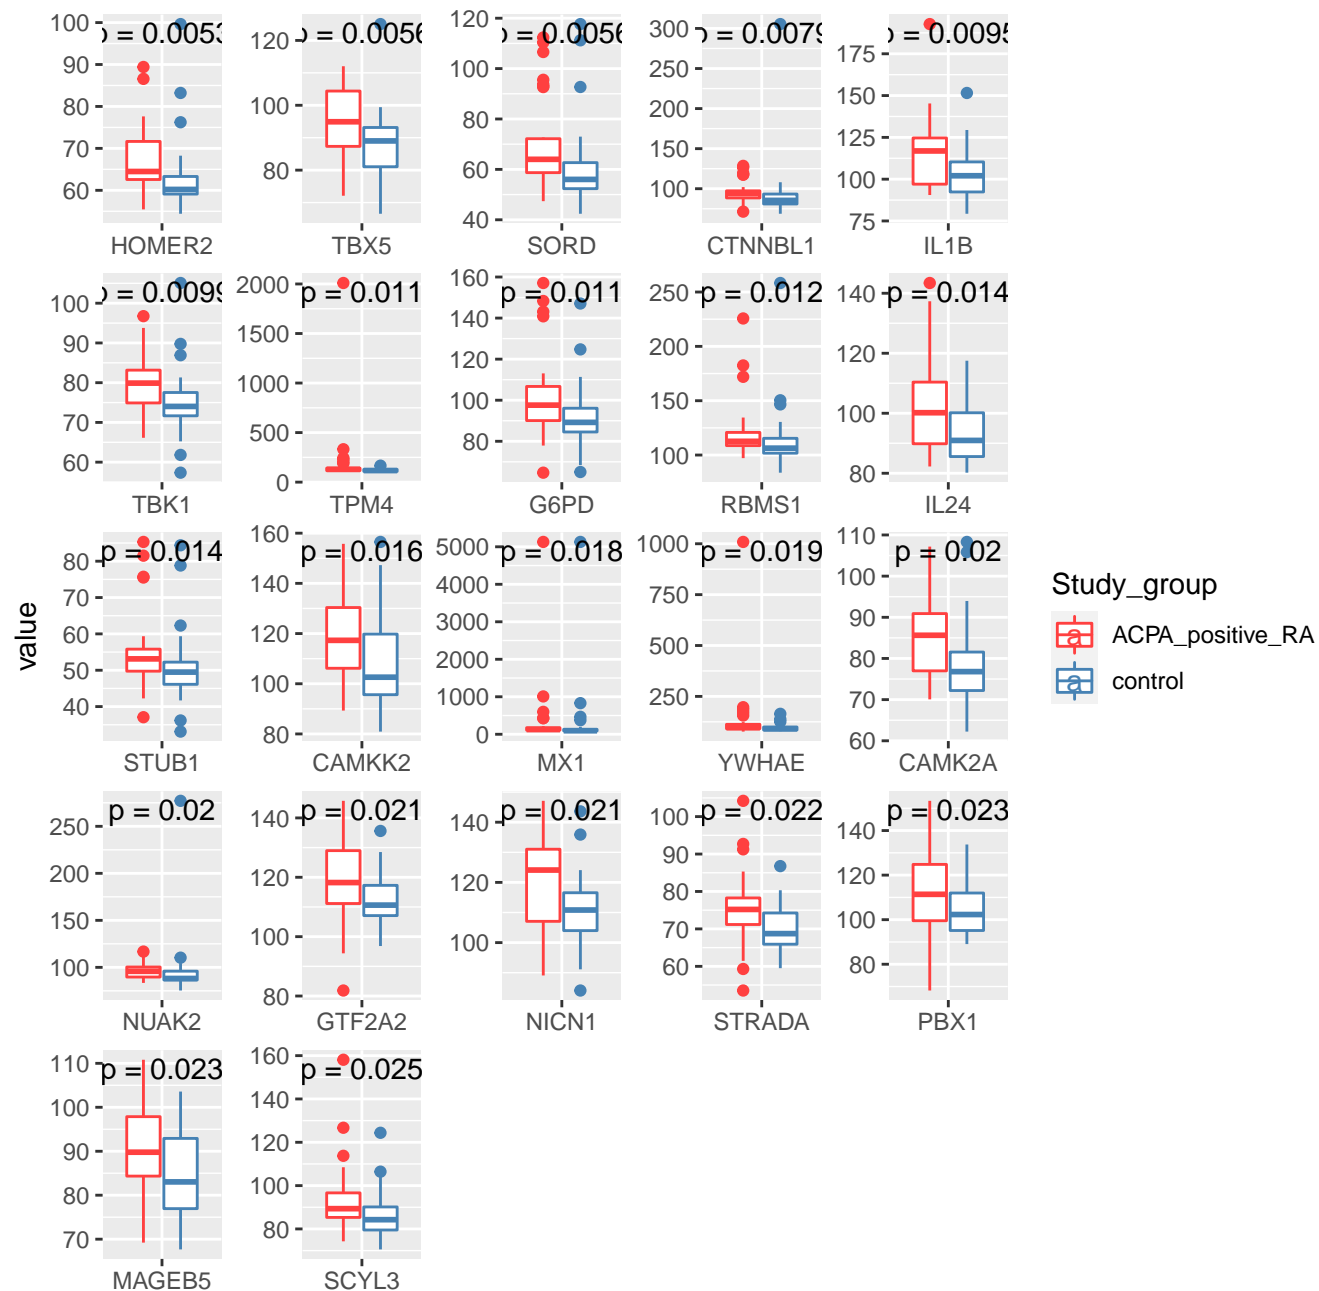 p = 0.0053
p = 0.0056
p = 0.0056
p = 0.0079
p = 0.0095
100
90
80
70
60
120
100
80
120
100
80
60
40
300
250
200
150
100
175
150
125
100
75
HOMER2
TBX5
SORD
CTNNBL1
IL1B
p = 0.0099
p = 0.011
p = 0.011
p = 0.012
p = 0.014
100
90
80
70
60
2000
1500
1000
500
0
160
140
120
100
80
250
200
150
100
140
120
100
80
TBK1
TPM4
G6PD
RBMS1
IL24
p = 0.014
p = 0.016
p = 0.018
p = 0.019
p = 0.02
80
70
60
50
40
160
140
120
100
80
5000
4000
3000
2000
1000
0
1000
750
500
250
110
100
90
80
70
60
STUB1
CAMKK2
MX1
YWHAE
CAMK2A
p = 0.02
p = 0.021
p = 0.021
p = 0.022
p = 0.023
250
200
150
100
140
120
100
80
140
120
100
100
90
80
70
60
140
120
100
80
NUAK2
GTF2A2
NICN1
STRADA
PBX1
p = 0.023
p = 0.025
110
100
90
80
70
160
140
120
100
80
MAGEB5
SCYL3
value
Study_group
a ACPA_positive_RA
a control